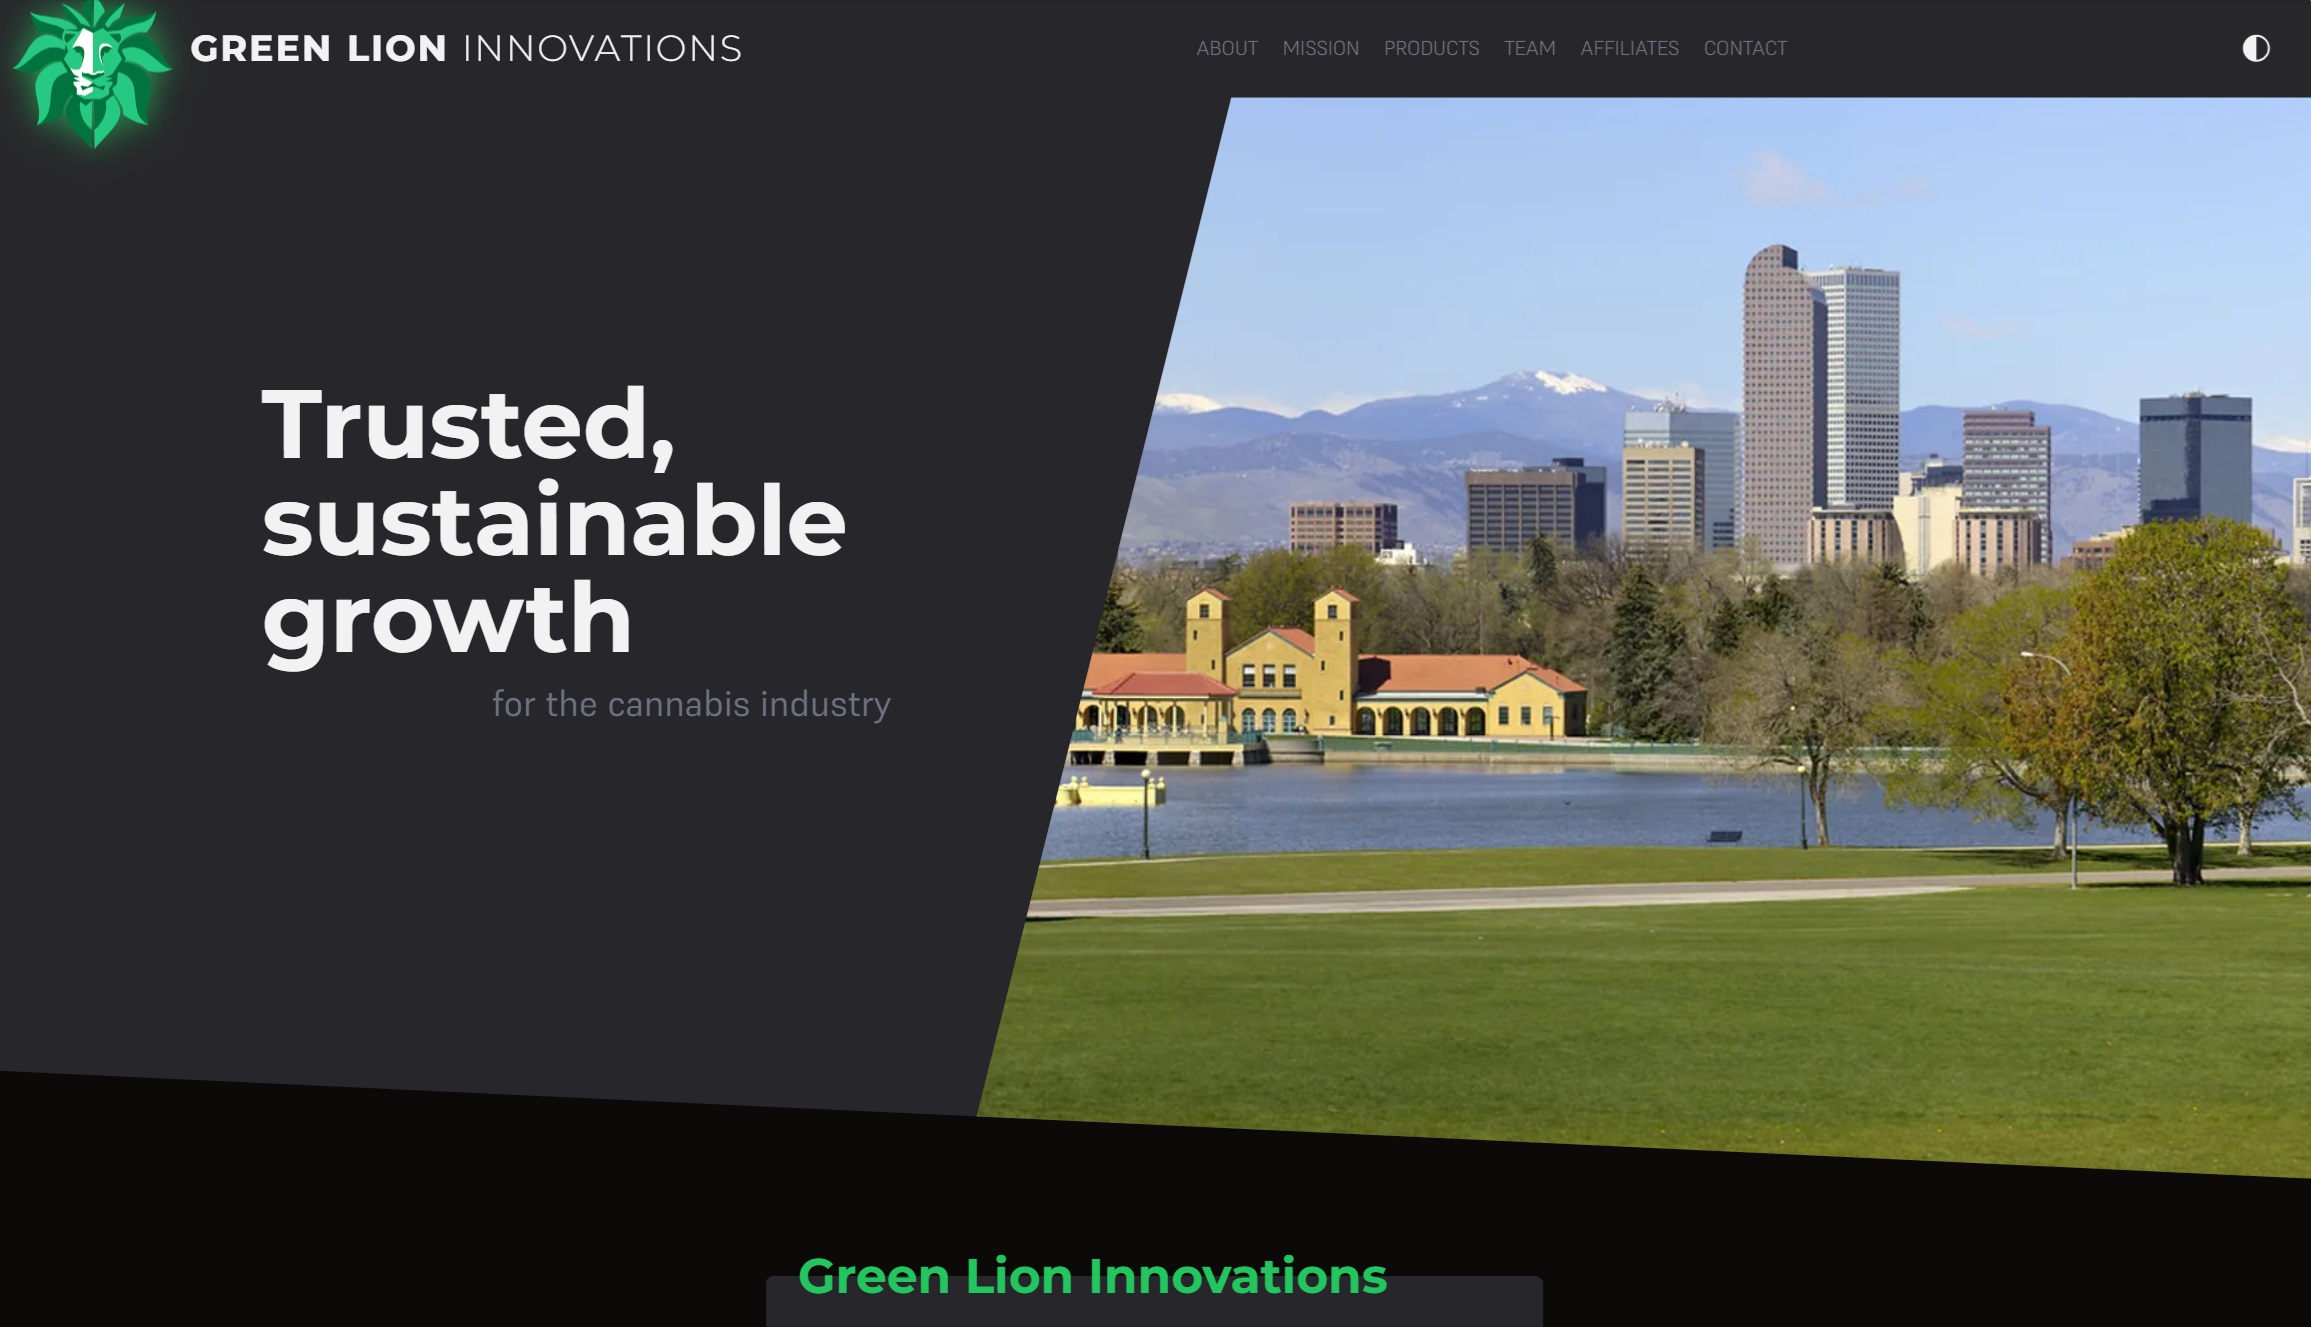 GREEN LION INNOVATIONS
ABOUT MISSION PRODUCTS TEAM AFFILIATES CONTACT
Trusted,
sustainable
growth
for the cannabis industry
Green Lion Innovations